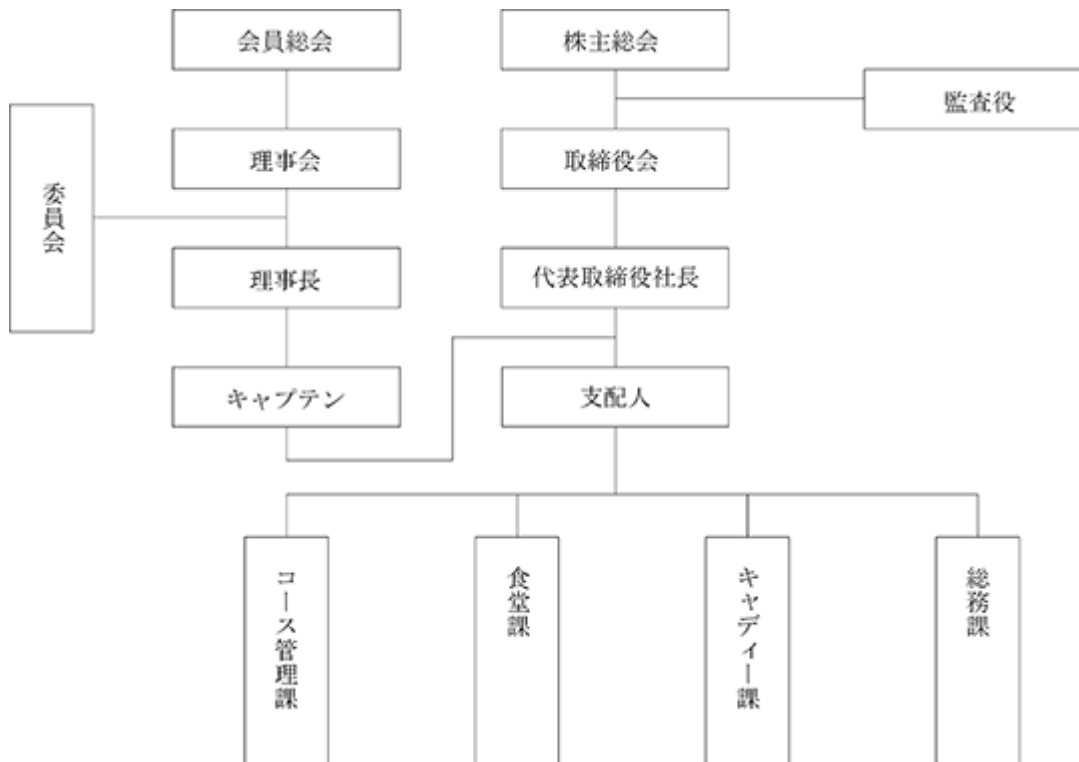 会員総会
株主総会
監査役
理事会
取締役会
委員会
理事長
代表取締役社長
キャプテン
支配人
コース管理課
食堂課
キャディー課
総務課